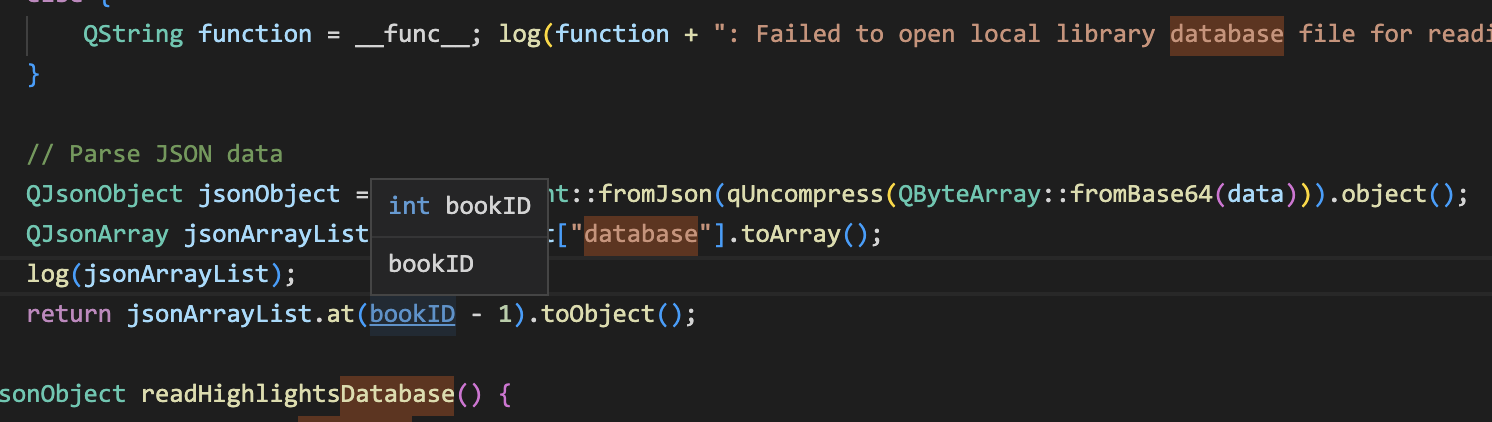 else {
QString function = __func__; log(function + ": Failed to open local library database file for readi
}
// Parse JSON data
QJsonObject jsonObject = nt::fromJson(qUncompress(QByteArray::fromBase64(data))).object();
int bookID
QJsonArray jsonArrayList t["database"].toArray();
bookID
log(jsonArrayList);
return jsonArrayList.at(bookID - 1).toObject();
sonObject readHighlightsDatabase() {